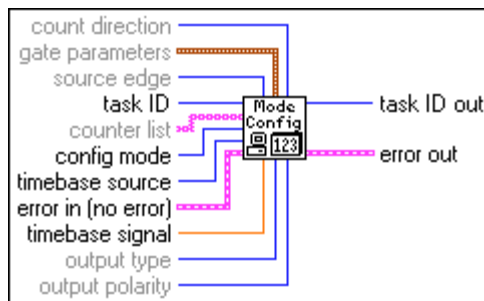 count direction
gate parameters
source edge
task ID
counter list
config mode
timebase source
error in (no error)
timebase signal
output type
output polarity
Mode
Config
123
task ID out
error out